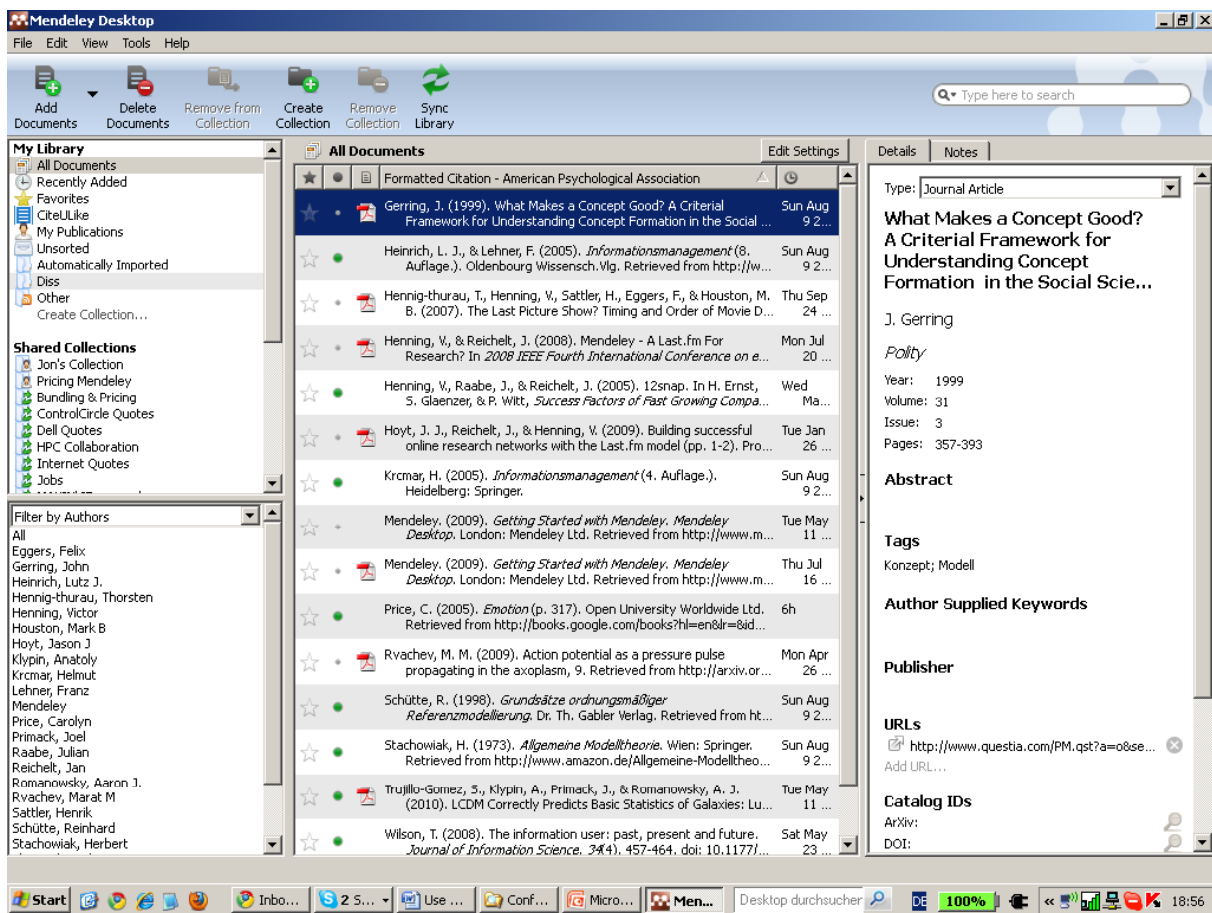 Mendeley Desktop
File Edit View Tools Help
Add Documents
Delete Documents
Remove from Collection
Create Collection
Remove Collection
Sync Library
Type here to search
My Library
All Documents
Recently Added
Favorites
CiteULike
My Publications
Unsorted
Automatically Imported
Diss
Other
Create Collection...
Shared Collections
Jon's Collection
Pricing Mendeley
Bundling & Pricing
ControlCircle Quotes
Dell Quotes
HPC Collaboration
Internet Quotes
Jobs
Filter by Authors
All
Eggers, Felix
Gerring, John
Heinrich, Lutz J.
Hennig-thurau, Thorsten
Henning, Victor
Houston, Mark B
Hoyt, Jason J
Klypin, Anatoly
Krcmar, Helmut
Lehner, Franz
Mendeley
Price, Carolyn
Primack, Joel
Raabe, Julian
Reichelt, Jan
Romanowsky, Aaron J.
Rvachev, Marat M
Sattler, Henrik
Schütte, Reinhard
Stachowiak, Herbert
All Documents Edit Settings
Formatted Citation - American Psychological Association
Gerring, J. (1999). What Makes a Concept Good? A Criterial Sun Aug
Framework for Understanding Concept Formation in the Social ... 9 2...
Heinrich, L. J., & Lehner, F. (2005). Informationsmanagement (8. Sun Aug
Auflage.). Oldenbourg Wissensch.Vlg. Retrieved from http://w... 9 2...
Hennig-thurau, T., Henning, V., Sattler, H., Eggers, F., & Houston, M. Thu Sep
B. (2007). The Last Picture Show? Timing and Order of Movie D... 24 ...
Henning, V., & Reichelt, J. (2008). Mendeley - A Last.fm For Mon Jul
Research? In 2008 IEEE Fourth International Conference on e... 20 ...
Henning, V., Raabe, J., & Reichelt, J. (2005). 12snap. In H. Ernst, Wed
S. Glaenzer, & P. Witt, Success Factors of Fast Growing Compa... Ma...
Hoyt, J. J., Reichelt, J., & Henning, V. (2009). Building successful Tue Jan
online research networks with the Last.fm model (pp. 1-2). Pro... 26 ...
Krcmar, H. (2005). Informationsmanagement (4. Auflage.). Sun Aug
Heidelberg: Springer. 9 2...
Mendeley. (2009). Getting Started with Mendeley. Mendeley Tue May
Desktop. London: Mendeley Ltd. Retrieved from http://www.m... 11 ...
Mendeley. (2009). Getting Started with Mendeley. Mendeley Thu Jul
Desktop. London: Mendeley Ltd. Retrieved from http://www.m... 16 ...
Price, C. (2005). Emotion (p. 317). Open University Worldwide Ltd. 6h
Retrieved from http://books.google.com/books?hl=en&lr=&id...
Rvachev, M. M. (2009). Action potential as a pressure pulse Mon Apr
propagating in the axoplasm, 9. Retrieved from http://arxiv.or... 26 ...
Schütte, R. (1998). Grundsätze ordnungsmäßiger Sun Aug
Referenzmodellierung. Dr. Th. Gabler Verlag. Retrieved from ht... 9 2...
Stachowiak, H. (1973). Allgemeine Modelltheorie. Wien: Springer. Sun Aug
Retrieved from http://www.amazon.de/Allgemeine-Modelltheo... 9 2...
Trujillo-Gomez, S., Klypin, A., Primack, J., & Romanowsky, A. J. Tue May
(2010). LCDM Correctly Predicts Basic Statistics of Galaxies: Lu... 11 ...
Wilson, T. (2008). The information user: past, present and future. Sat May
Journal of Information Science, 34(4), 457-464. doi: 10.1177/... 23 ...
Details Notes
Type: Journal Article
What Makes a Concept Good?
A Criterial Framework for
Understanding Concept
Formation in the Social Scie...
J. Gerring
Polity
Year: 1999
Volume: 31
Issue: 3
Pages: 357-393
Abstract
Tags
Konzept; Modell
Author Supplied Keywords
Publisher
URLs
http://www.questia.com/PM.qst?a=o&se...
Add URL...
Catalog IDs
ArXiv:
DOI:
Start Inbo... 2 S... Use ... Conf... Micro... Men... Desktop durchsuchen DE 100% 18:56